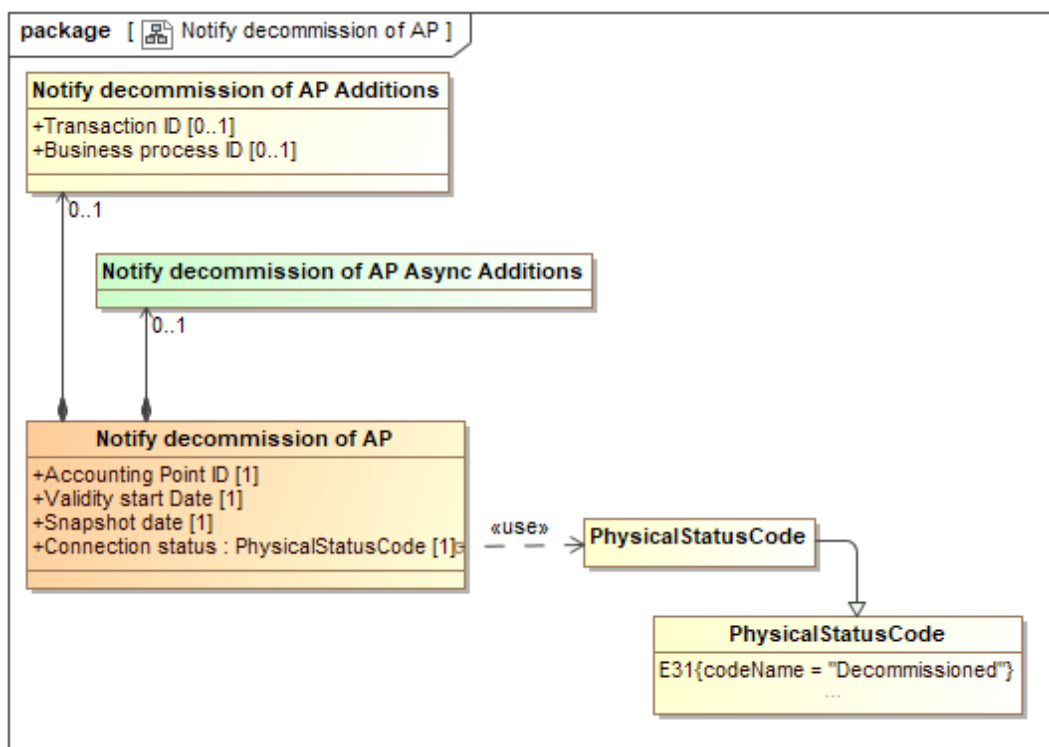 package [ Notify decommission of AP ]
Notify decommission of AP Additions
+Transaction ID [0..1]
+Business process ID [0..1]
0..1
Notify decommission of AP Async Additions
0..1
Notify decommission of AP
+Accounting Point ID [1]
+Validity start Date [1]
+Snapshot date [1]
+Connection status : PhysicalStatusCode [1]
«use»
PhysicalStatusCode
PhysicalStatusCode
E31{codeName = "Decommissioned"}
...